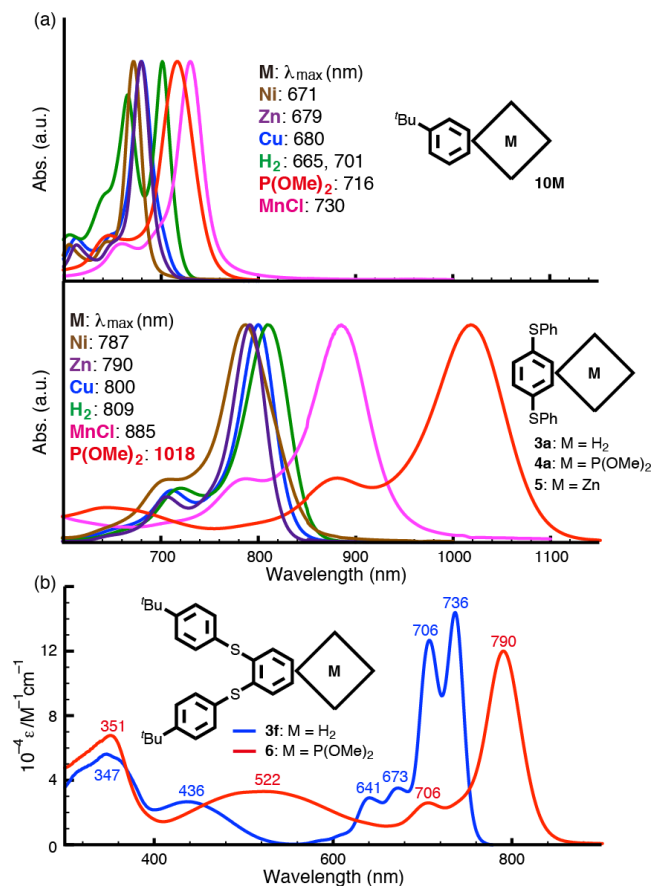 (a)
Abs. (a.u.)
M: λmax (nm)
Ni: 671
Zn: 679
Cu: 680
H2: 665, 701
P(OMe)2: 716
MnCl: 730
tBu
M
10M
Abs. (a.u.)
M: λmax (nm)
Ni: 787
Zn: 790
Cu: 800
H2: 809
MnCl: 885
P(OMe)2: 1018
SPh
M
SPh
3a: M = H2
4a: M = P(OMe)2
5: M = Zn
700 800 900 1000 1100
Wavelength (nm)
(b)
10−4 ε /M−1cm−1
0 4 8 12
tBu
S
S
M
tBu
3f: M = H2
6: M = P(OMe)2
351
347
436
522
641
673
706
736
706
790
400 600 800
Wavelength (nm)